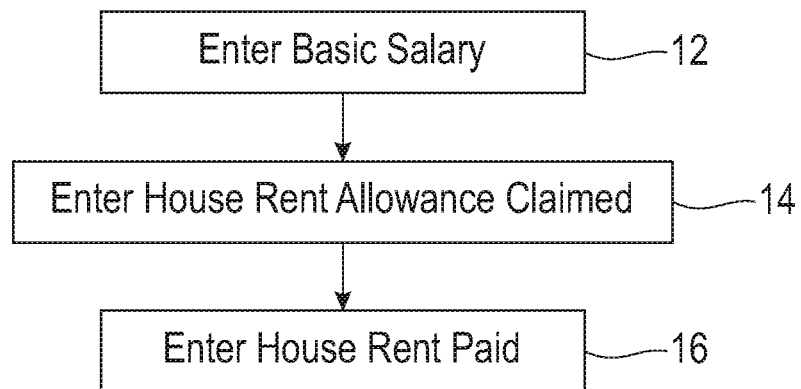 Enter Basic Salary 12
Enter House Rent Allowance Claimed 14
Enter House Rent Paid 16